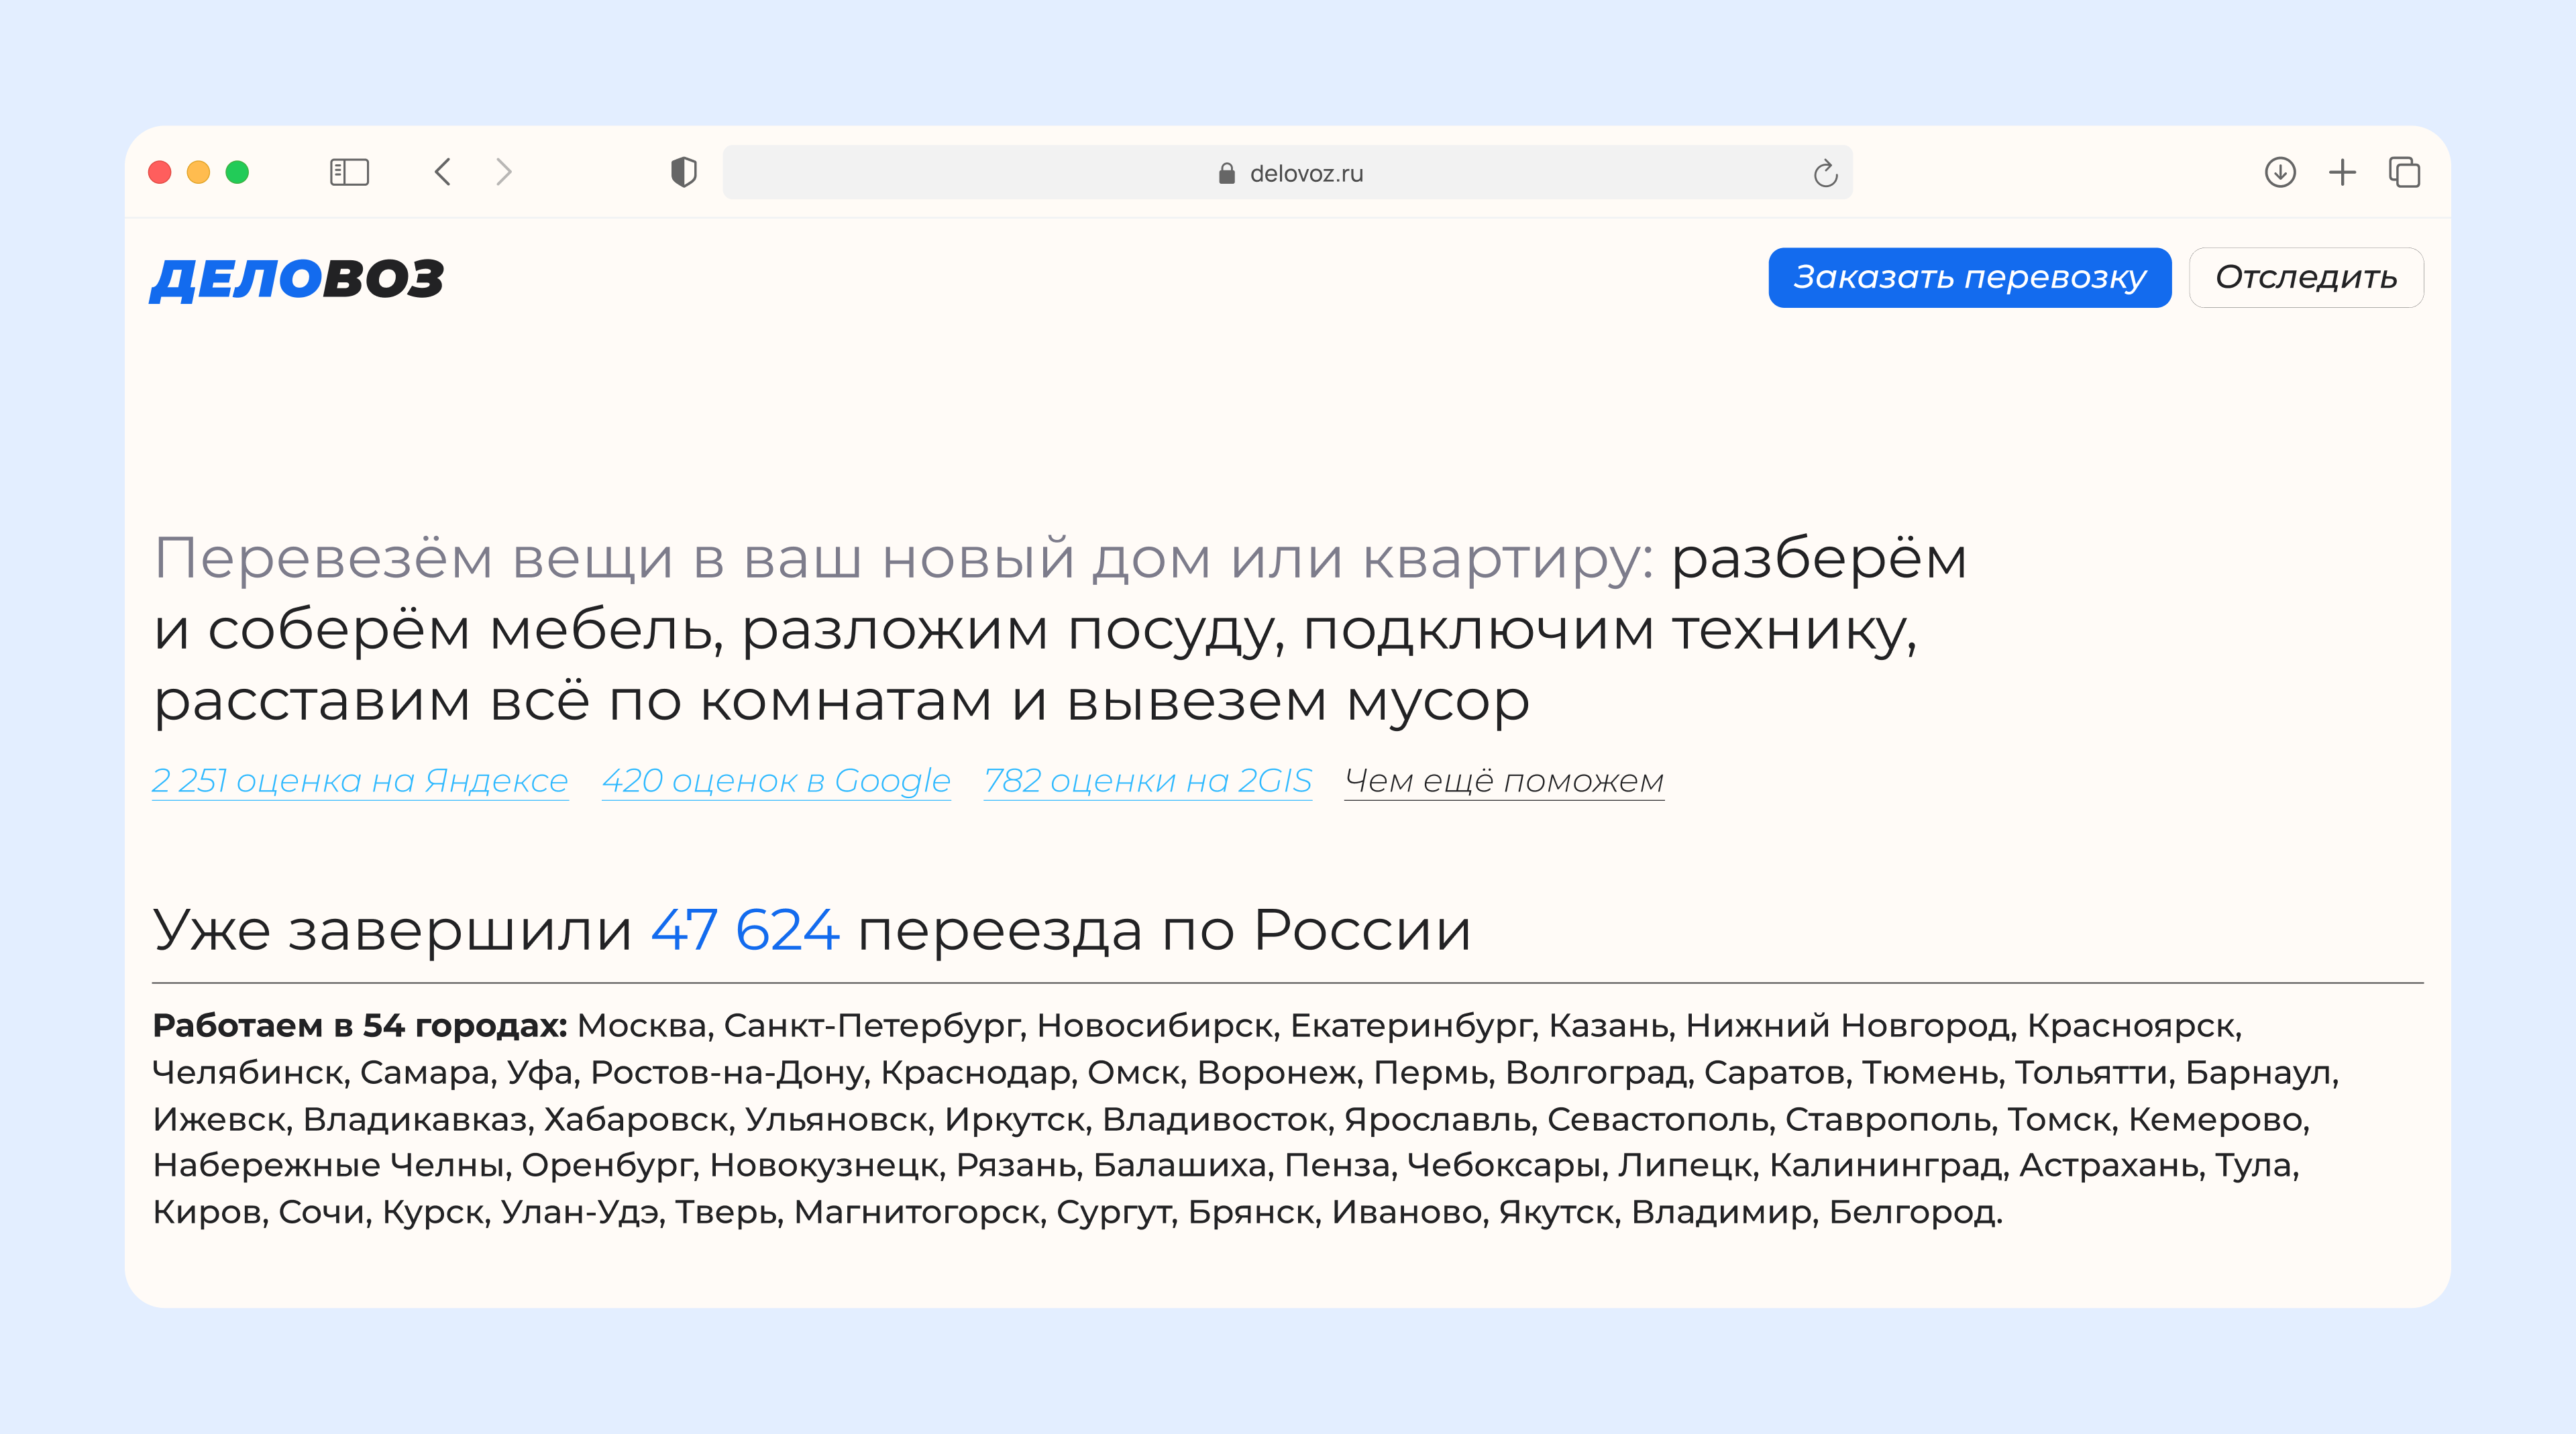 delovoz.ru
ДЕЛОВОЗ
Заказать перевозку
Отследить
Перевезём вещи в ваш новый дом или квартиру: разберём
и соберём мебель, разложим посуду, подключим технику,
расставим всё по комнатам и вывезем мусор
2 251 оценка на Яндексе
420 оценок в Google
782 оценки на 2GIS
Чем ещё поможем
Уже завершили 47 624 переезда по России
Работаем в 54 городах: Москва, Санкт-Петербург, Новосибирск, Екатеринбург, Казань, Нижний Новгород, Красноярск,
Челябинск, Самара, Уфа, Ростов-на-Дону, Краснодар, Омск, Воронеж, Пермь, Волгоград, Саратов, Тюмень, Тольятти, Барнаул,
Ижевск, Владикавказ, Хабаровск, Ульяновск, Иркутск, Владивосток, Ярославль, Севастополь, Ставрополь, Томск, Кемерово,
Набережные Челны, Оренбург, Новокузнецк, Рязань, Балашиха, Пенза, Чебоксары, Липецк, Калининград, Астрахань, Тула,
Киров, Сочи, Курск, Улан-Удэ, Тверь, Магнитогорск, Сургут, Брянск, Иваново, Якутск, Владимир, Белгород.